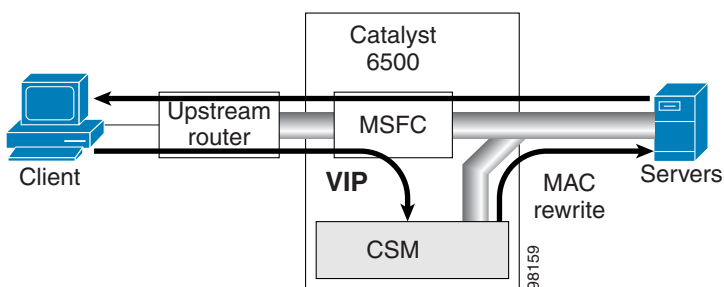 Catalyst
6500
Upstream
router
MSFC
Client
VIP
MAC
rewrite
Servers
CSM
98159